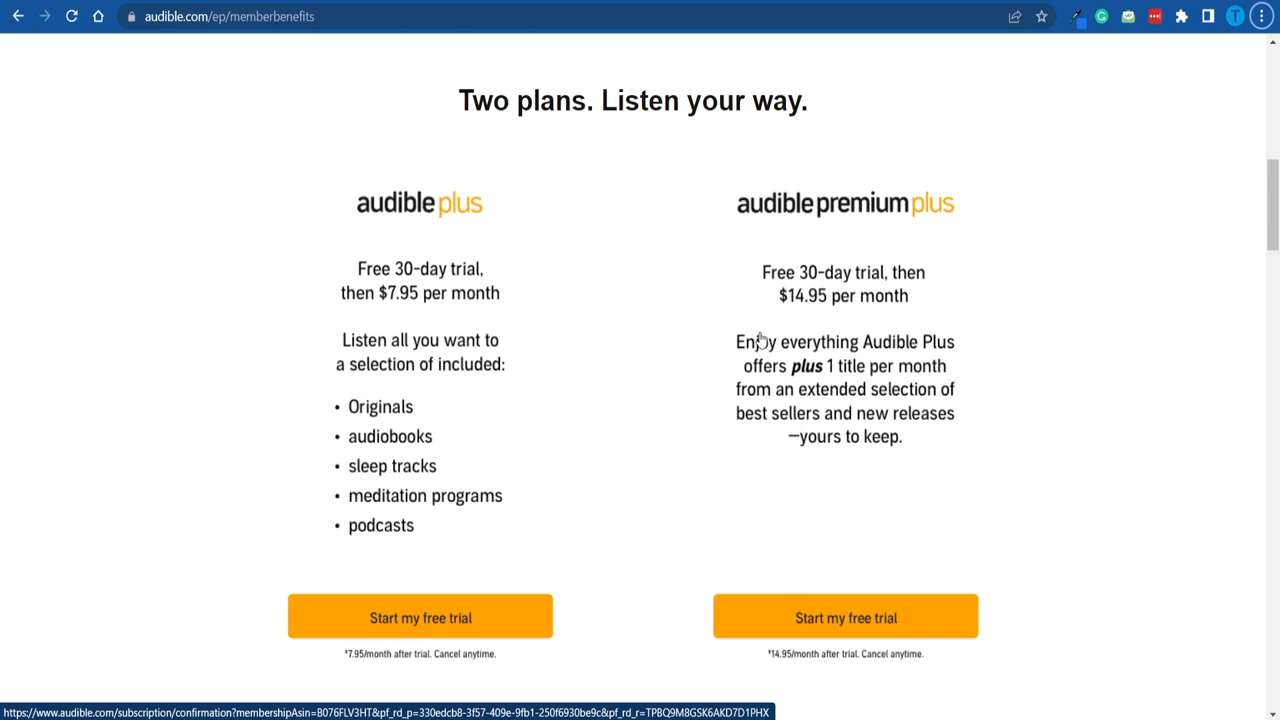 audible.com/ep/memberbenefits
T
Two plans. Listen your way.
audible plus
Free 30-day trial,
then $7.95 per month
Listen all you want to
a selection of included:
• Originals
• audiobooks
• sleep tracks
• meditation programs
• podcasts
Start my free trial
$7.95/month after trial. Cancel anytime.
audible premium plus
Free 30-day trial, then
$14.95 per month
Enjoy everything Audible Plus
offers plus 1 title per month
from an extended selection of
best sellers and new releases
—yours to keep.
Start my free trial
$14.95/month after trial. Cancel anytime.
https://www.audible.com/subscription/confirmation?membershipAsin=B076FLV3HT&pf_rd_p=330edcb8-3f57-409e-9fb1-250f6930be9c&pf_rd_r=TPBQ9M8GSK6AKD7D1PHX